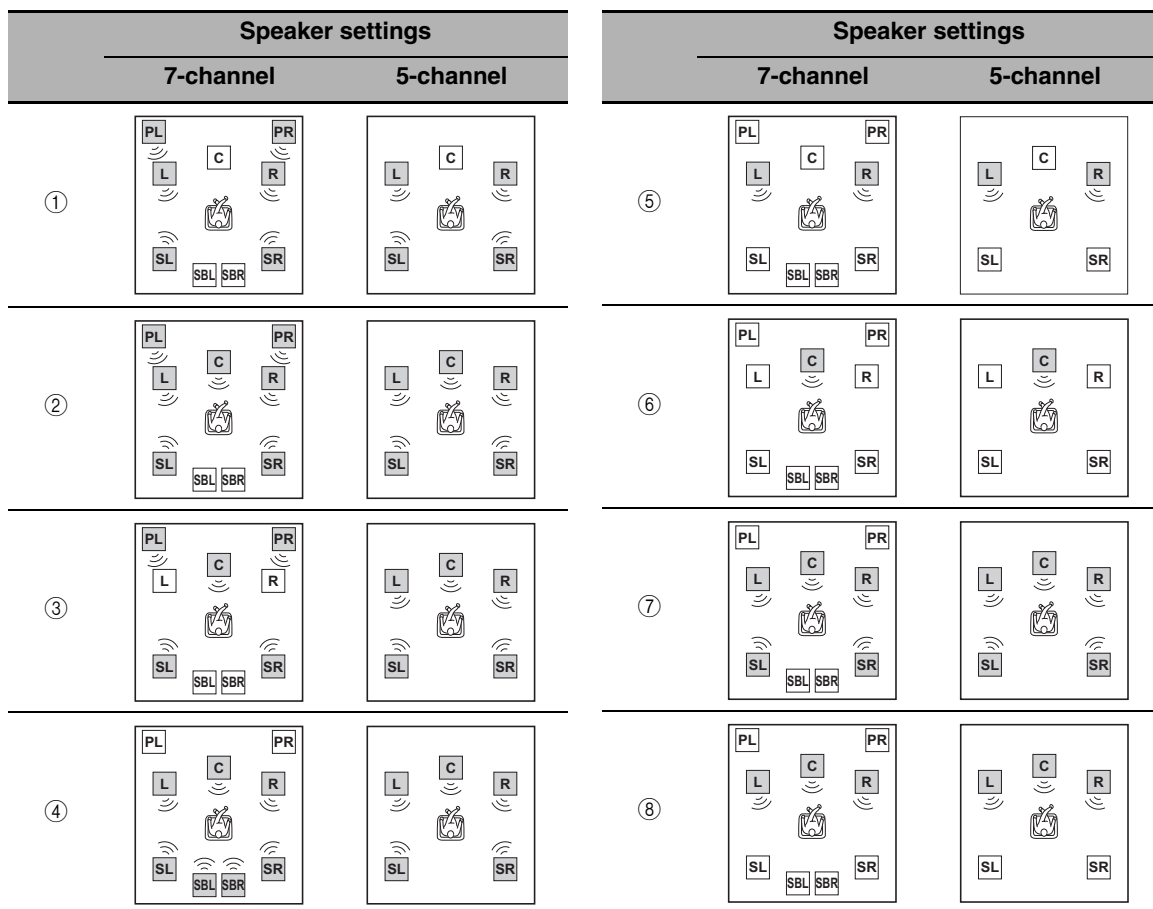 Speaker settings
7-channel 5-channel
①
PL PR
C
L R
SL SR
SBL SBR
C
L R
SL SR
②
PL PR
C
L R
SL SR
SBL SBR
C
L R
SL SR
③
PL PR
C
L R
SL SR
SBL SBR
C
L R
SL SR
④
PL PR
C
L R
SL SR
SBL SBR
C
L R
SL SR
Speaker settings
7-channel 5-channel
⑤
PL PR
C
L R
SL SR
SBL SBR
C
L R
SL SR
⑥
PL PR
C
L R
SL SR
SBL SBR
C
L R
SL SR
⑦
PL PR
C
L R
SL SR
SBL SBR
C
L R
SL SR
⑧
PL PR
C
L R
SL SR
SBL SBR
C
L R
SL SR